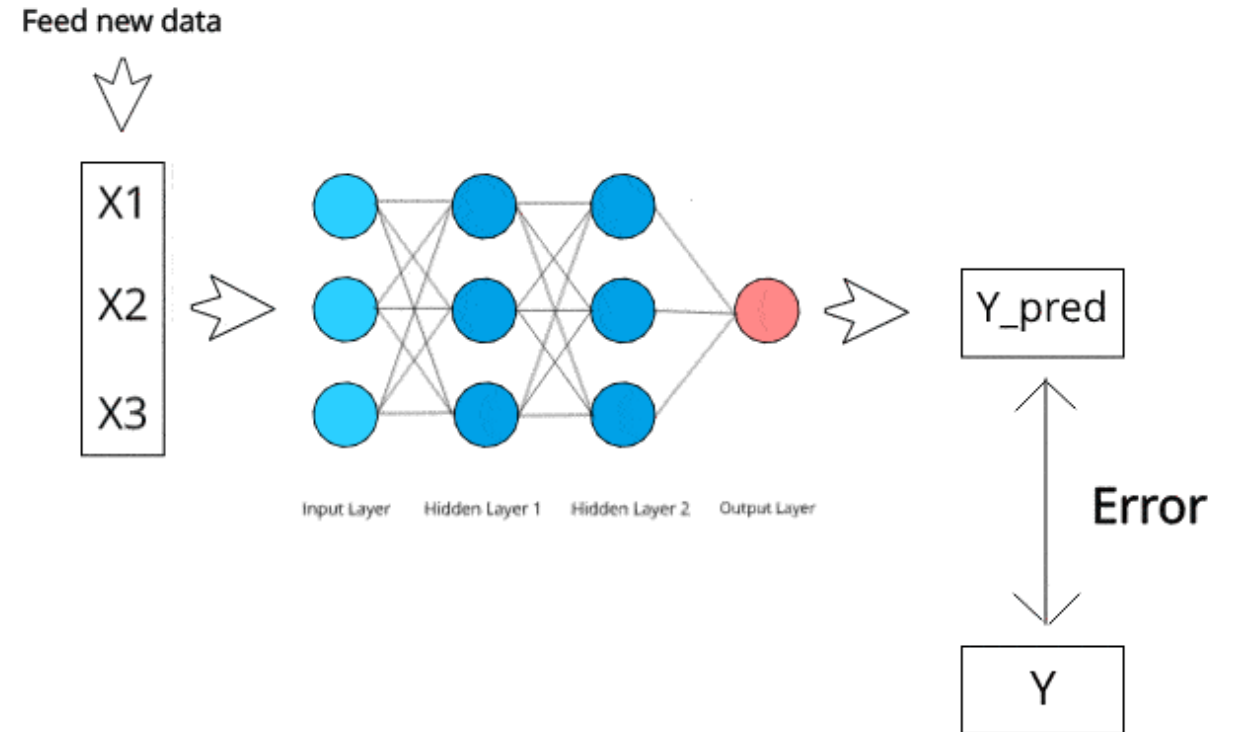 Feed new data
X1
X2
X3
Y_pred
Input Layer
Hidden Layer 1
Hidden Layer 2
Output Layer
Error
Y